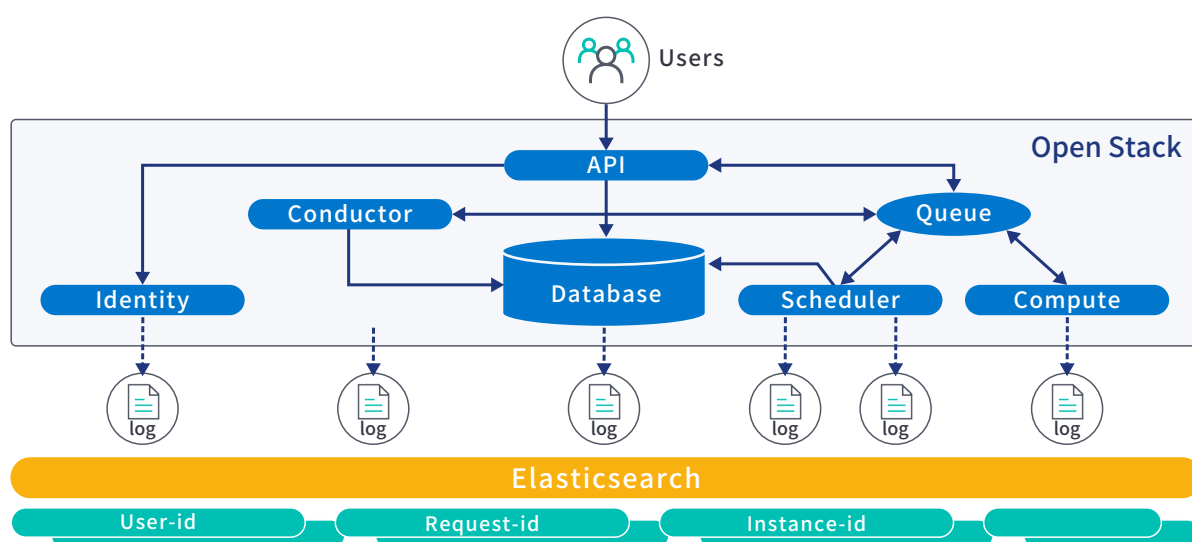 Users
Open Stack
API
Conductor
Queue
Identity
Database
Scheduler
Compute
log
log
log
log
log
log
Elasticsearch
User-id
Request-id
Instance-id